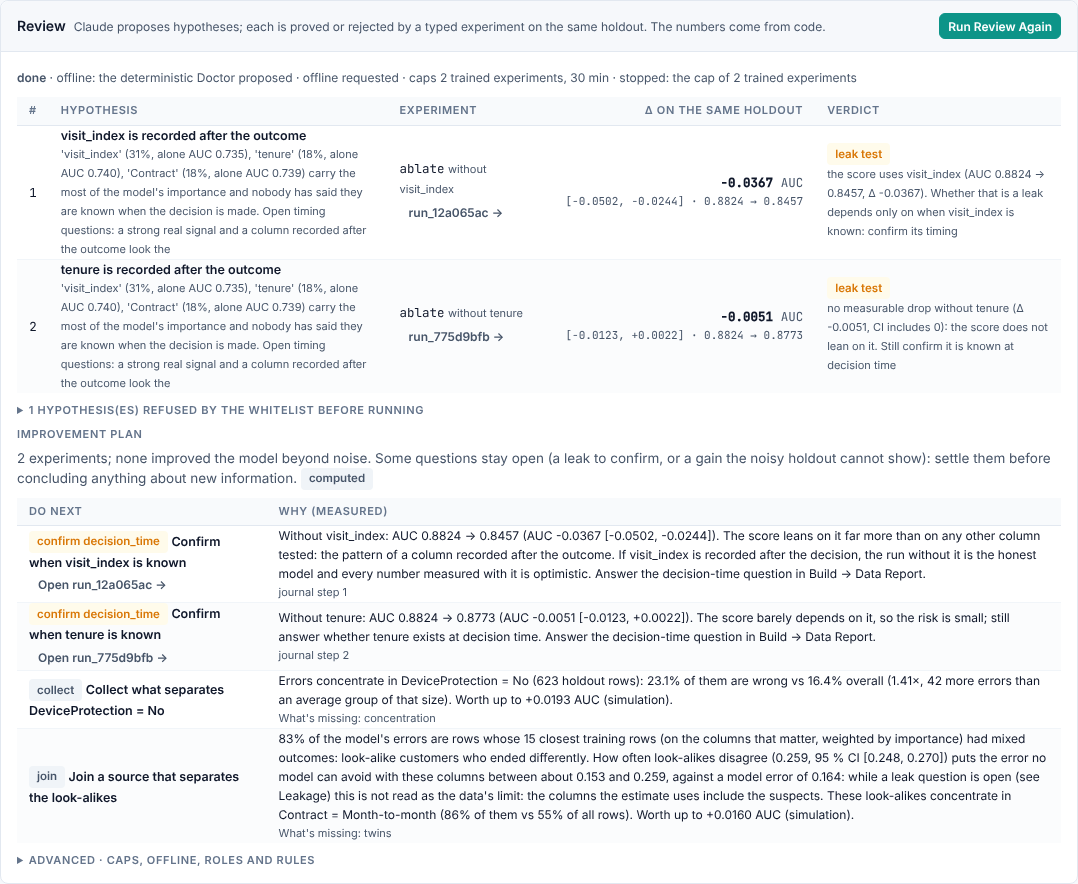 Review Claude proposes hypotheses; each is proved or rejected by a typed experiment on the same holdout. The numbers come from code. Run Review Again
done · offline: the deterministic Doctor proposed · offline requested · caps 2 trained experiments, 30 min · stopped: the cap of 2 trained experiments
# HYPOTHESIS EXPERIMENT Δ ON THE SAME HOLDOUT VERDICT
1
visit_index is recorded after the outcome
'visit_index' (31%, alone AUC 0.735), 'tenure' (18%, alone
AUC 0.740), 'Contract' (18%, alone AUC 0.739) carry the
most of the model's importance and nobody has said they
are known when the decision is made. Open timing
questions: a strong real signal and a column recorded after
the outcome look the
ablate without
visit_index
run_12a065ac →
-0.0367 AUC
[-0.0502, -0.0244] · 0.8824 → 0.8457
leak test
the score uses visit_index (AUC 0.8824 →
0.8457, Δ -0.0367). Whether that is a leak
depends only on when visit_index is
known: confirm its timing
2
tenure is recorded after the outcome
'visit_index' (31%, alone AUC 0.735), 'tenure' (18%, alone
AUC 0.740), 'Contract' (18%, alone AUC 0.739) carry the
most of the model's importance and nobody has said they
are known when the decision is made. Open timing
questions: a strong real signal and a column recorded after
the outcome look the
ablate without tenure
run_775d9bfb →
-0.0051 AUC
[-0.0123, +0.0022] · 0.8824 → 0.8773
leak test
no measurable drop without tenure (Δ
-0.0051, CI includes 0): the score does not
lean on it. Still confirm it is known at
decision time
▶ 1 HYPOTHESIS(ES) REFUSED BY THE WHITELIST BEFORE RUNNING
IMPROVEMENT PLAN
2 experiments; none improved the model beyond noise. Some questions stay open (a leak to confirm, or a gain the noisy holdout cannot show): settle them before
concluding anything about new information. computed
DO NEXT WHY (MEASURED)
confirm decision_time Confirm
when visit_index is known
Open run_12a065ac →
Without visit_index: AUC 0.8824 → 0.8457 (AUC -0.0367 [-0.0502, -0.0244]). The score leans on it far more than on any other column
tested: the pattern of a column recorded after the outcome. If visit_index is recorded after the decision, the run without it is the honest
model and every number measured with it is optimistic. Answer the decision-time question in Build → Data Report.
journal step 1
confirm decision_time Confirm
when tenure is known
Open run_775d9bfb →
Without tenure: AUC 0.8824 → 0.8773 (AUC -0.0051 [-0.0123, +0.0022]). The score barely depends on it, so the risk is small; still
answer whether tenure exists at decision time. Answer the decision-time question in Build → Data Report.
journal step 2
collect Collect what separates
DeviceProtection = No
Errors concentrate in DeviceProtection = No (623 holdout rows): 23.1% of them are wrong vs 16.4% overall (1.41×, 42 more errors than
an average group of that size). Worth up to +0.0193 AUC (simulation).
What's missing: concentration
join Join a source that separates
the look-alikes
83% of the model's errors are rows whose 15 closest training rows (on the columns that matter, weighted by importance) had mixed
outcomes: look-alike customers who ended differently. How often look-alikes disagree (0.259, 95 % CI [0.248, 0.270]) puts the error no
model can avoid with these columns between about 0.153 and 0.259, against a model error of 0.164: while a leak question is open (see
Leakage) this is not read as the data's limit: the columns the estimate uses include the suspects. These look-alikes concentrate in
Contract = Month-to-month (86% of them vs 55% of all rows). Worth up to +0.0160 AUC (simulation).
What's missing: twins
▶ ADVANCED · CAPS, OFFLINE, ROLES AND RULES